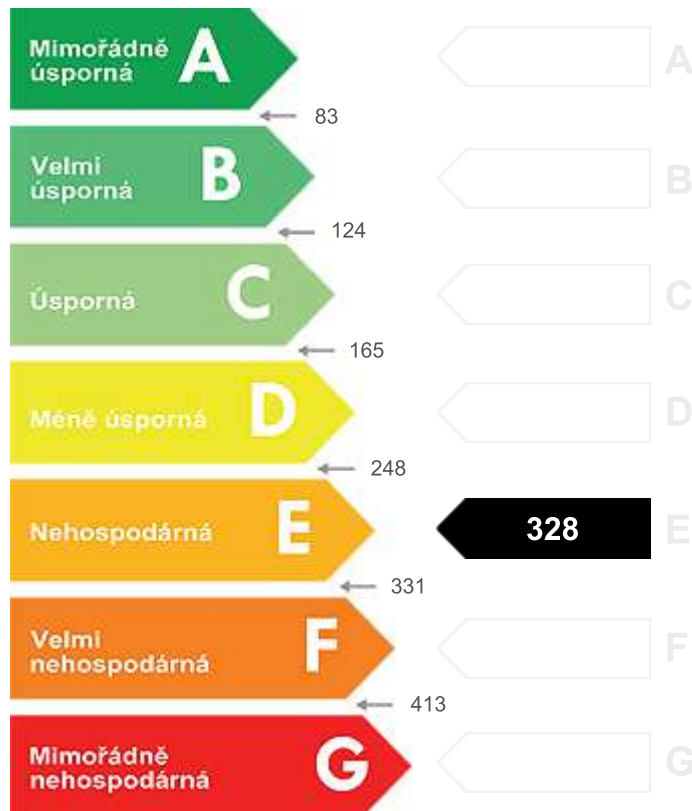 Mimořádně
úsporná
A
A
83
Velmi
úsporná
B
B
124
Úsporná
C
C
165
Méně úsporná
D
D
248
Nehospodárná
E
328
E
331
Velmi
nehospodárná
F
F
413
Mimořádně
nehospodárná
G
G